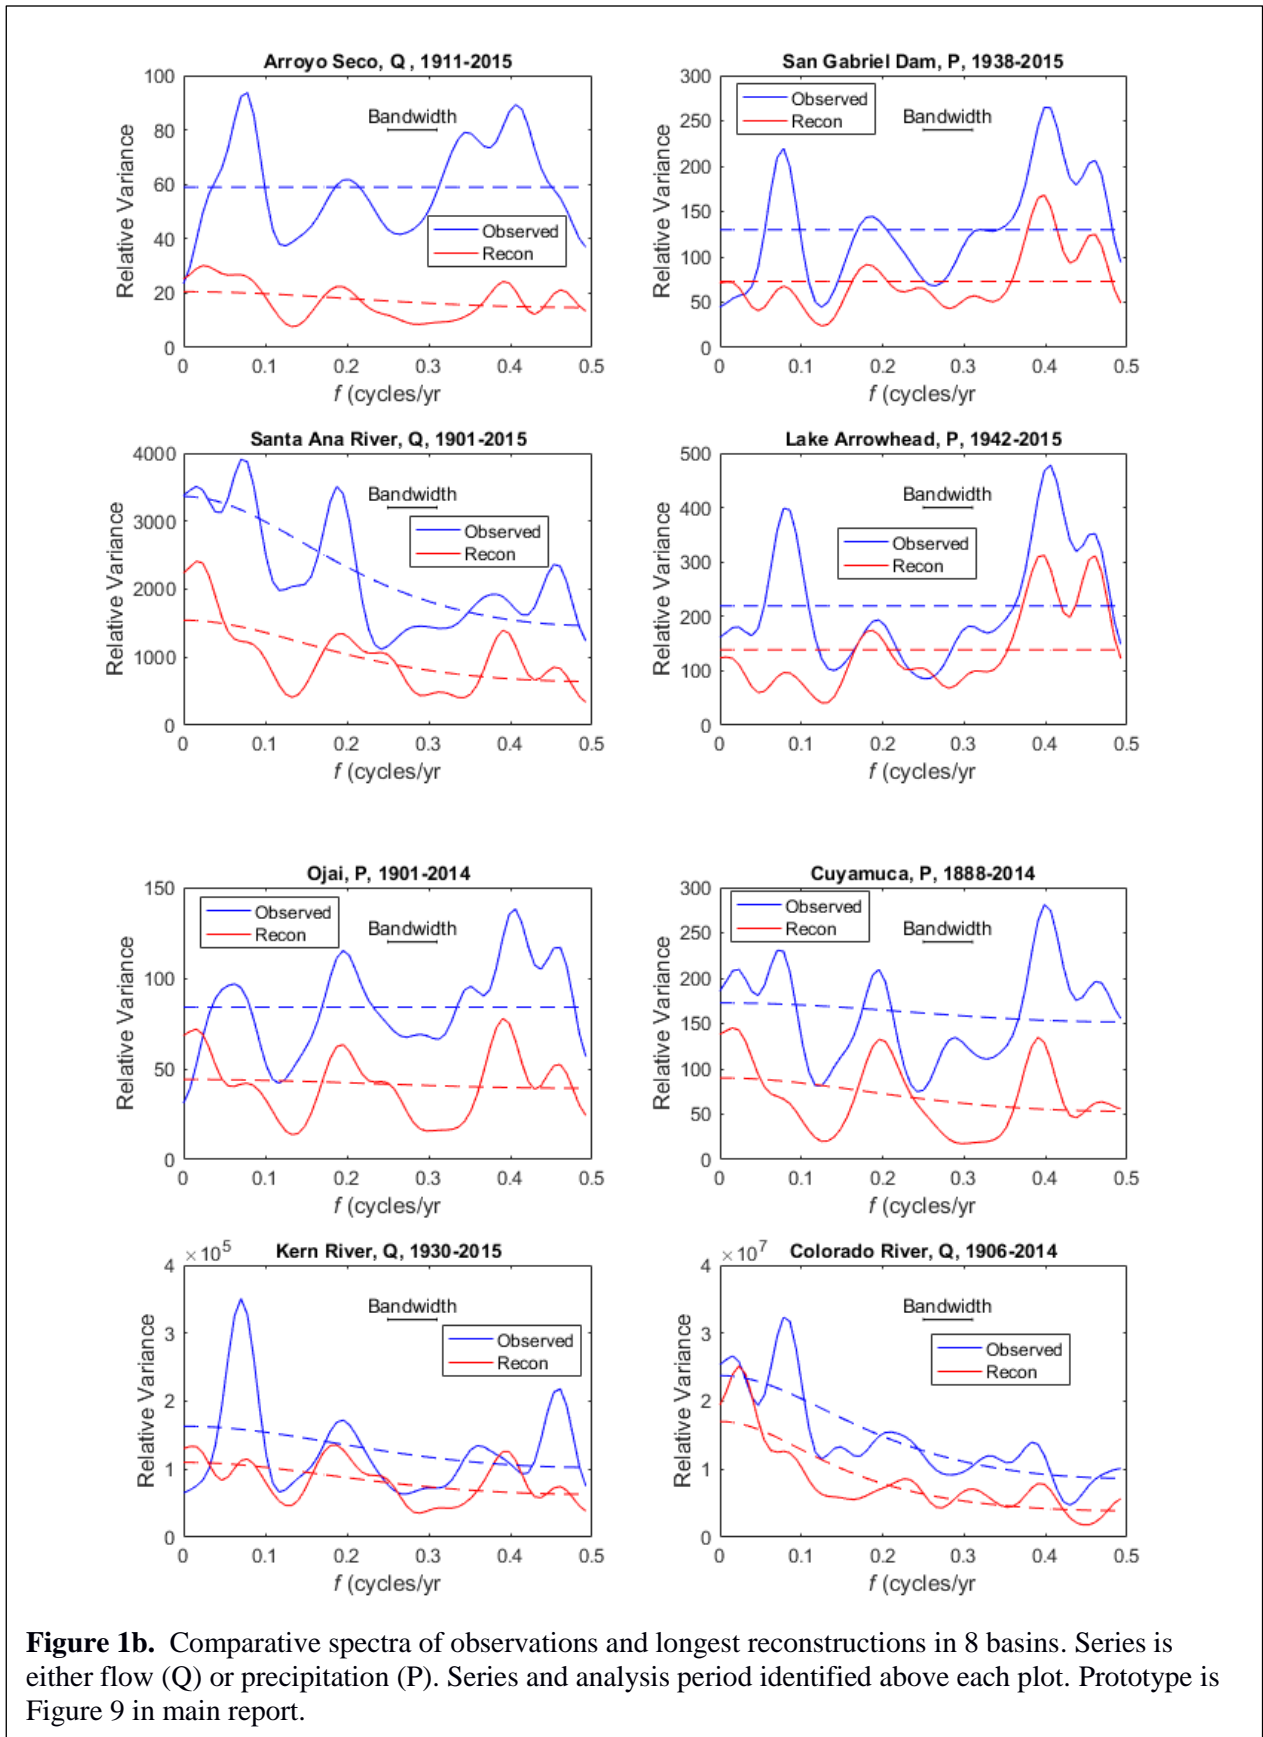 Arroyo Seco, Q , 1911-2015
100
80
60
40
20
0
Relative Variance
Bandwidth
Observed
Recon
0 0.1 0.2 0.3 0.4 0.5
f (cycles/yr
San Gabriel Dam, P, 1938-2015
300
250
200
150
100
50
0
Relative Variance
Observed
Recon
Bandwidth
0 0.1 0.2 0.3 0.4 0.5
f (cycles/yr
Santa Ana River, Q, 1901-2015
4000
3000
2000
1000
0
Relative Variance
Bandwidth
Observed
Recon
0 0.1 0.2 0.3 0.4 0.5
f (cycles/yr
Lake Arrowhead, P, 1942-2015
500
400
300
200
100
0
Relative Variance
Bandwidth
Observed
Recon
0 0.1 0.2 0.3 0.4 0.5
f (cycles/yr
Ojai, P, 1901-2014
150
100
50
0
Relative Variance
Observed
Recon
Bandwidth
0 0.1 0.2 0.3 0.4 0.5
f (cycles/yr
Cuyamuca, P, 1888-2014
300
250
200
150
100
50
0
Relative Variance
Observed
Recon
Bandwidth
0 0.1 0.2 0.3 0.4 0.5
f (cycles/yr
Kern River, Q, 1930-2015
×10⁵
4
3
2
1
0
Relative Variance
Bandwidth
Observed
Recon
0 0.1 0.2 0.3 0.4 0.5
f (cycles/yr
Colorado River, Q, 1906-2014
×10⁷
4
3
2
1
0
Relative Variance
Bandwidth
Observed
Recon
0 0.1 0.2 0.3 0.4 0.5
f (cycles/yr
Figure 1b. Comparative spectra of observations and longest reconstructions in 8 basins. Series is
either flow (Q) or precipitation (P). Series and analysis period identified above each plot. Prototype is
Figure 9 in main report.